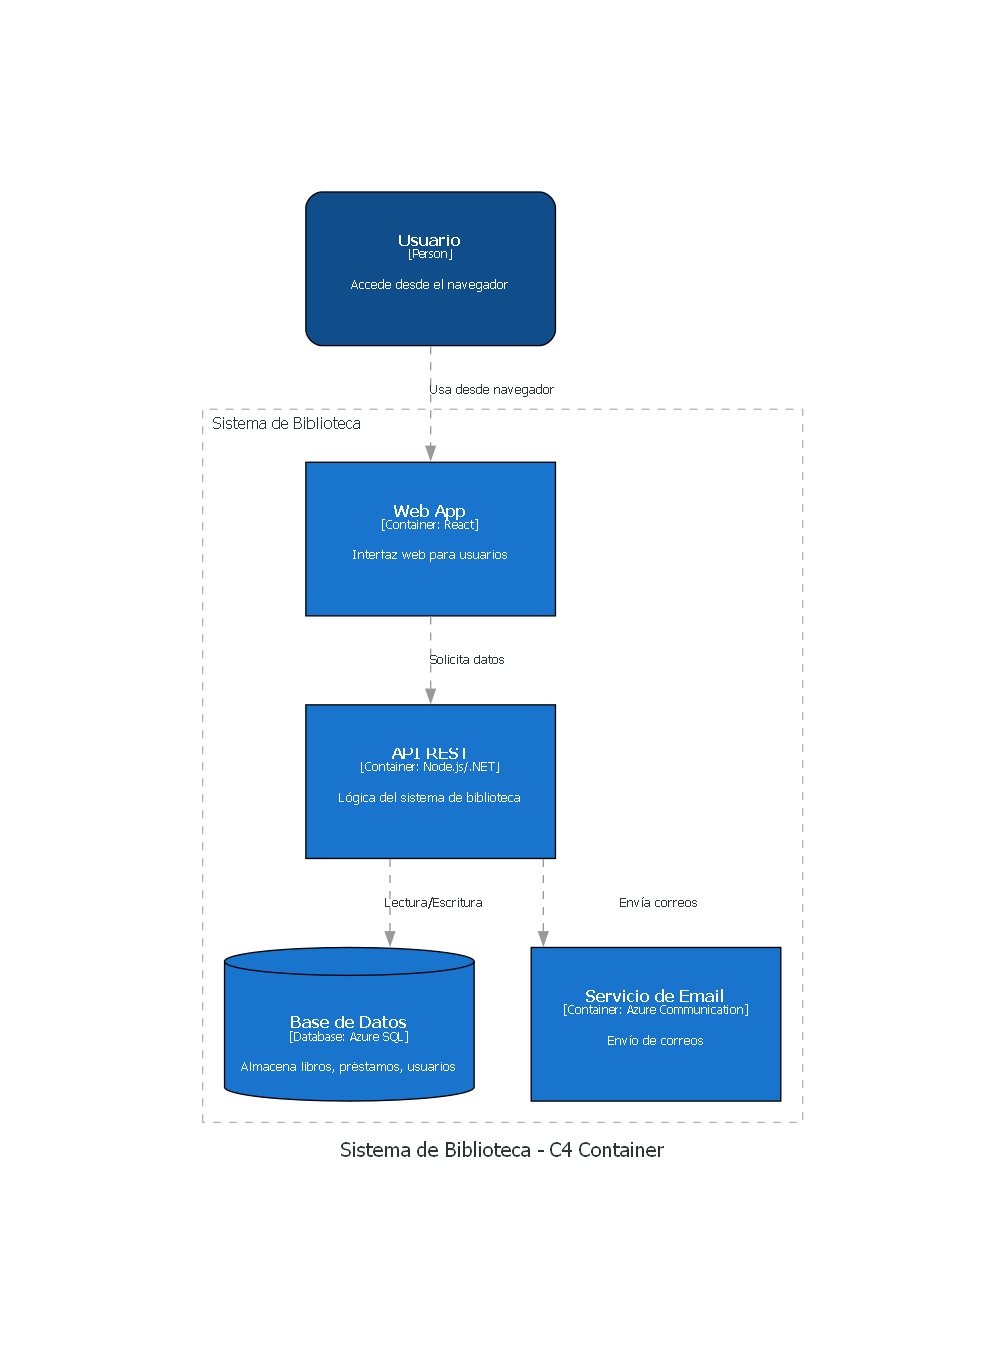 Usuario
[Person]
Accede desde el navegador
Usa desde navegador
Sistema de Biblioteca
Web App
[Container: React]
Interfaz web para usuarios
Solicita datos
API REST
[Container: Node.js/.NET]
Lógica del sistema de biblioteca
Lectura/Escritura
Envía correos
Base de Datos
[Database: Azure SQL]
Almacena libros, préstamos, usuarios
Servicio de Email
[Container: Azure Communication]
Envío de correos
Sistema de Biblioteca - C4 Container